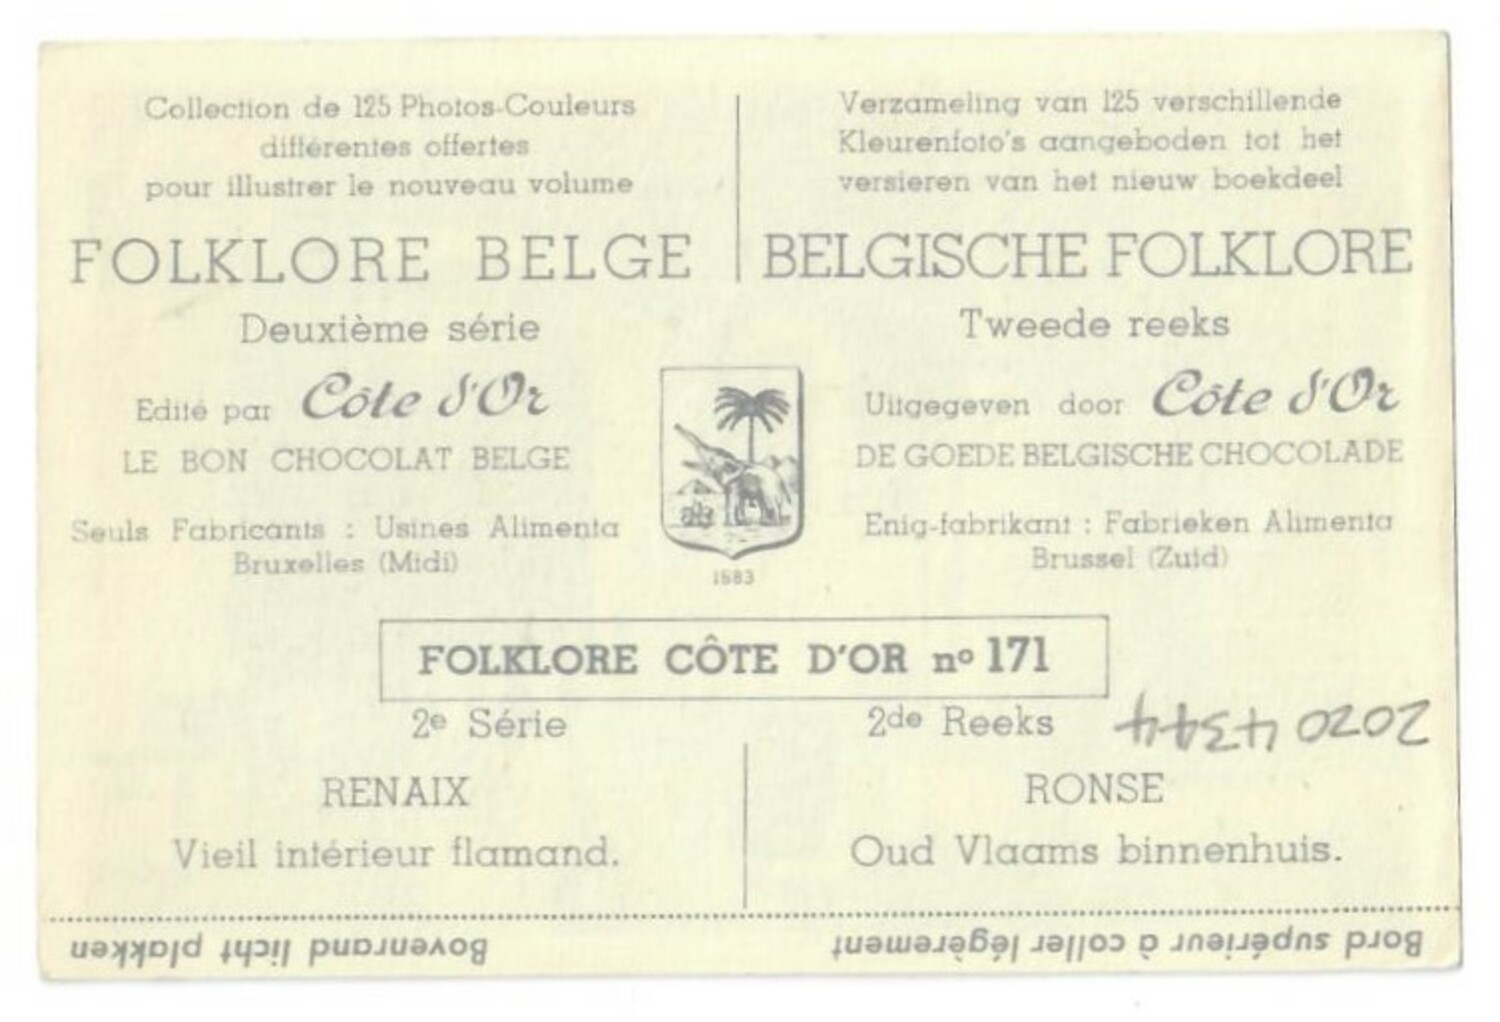 Collection de 125 Photos-Couleurs
différentes offertes
pour illustrer le nouveau volume
FOLKLORE BELGE
Deuxième série
Edité par Côte d'Or
LE BON CHOCOLAT BELGE
Seuls Fabricants : Usines Alimenta
Bruxelles (Midi)
Verzameling van 125 verschillende
Kleurenfoto's aangeboden tot het
versieren van het nieuw boekdeel
BELGISCHE FOLKLORE
Tweede reeks
Uitgegeven door Côte d'Or
DE GOEDE BELGISCHE CHOCOLADE
Enig-fabrikant : Fabrieken Alimenta
Brussel (Zuid)
1883
FOLKLORE CÔTE D'OR nº 171
2e Série
RENAIX
Vieil intérieur flamand.
2de Reeks
RONSE
Oud Vlaams binnenhuis.
2020 4344
Bord supérieur à coller légèrement
Bovenrand licht plakken